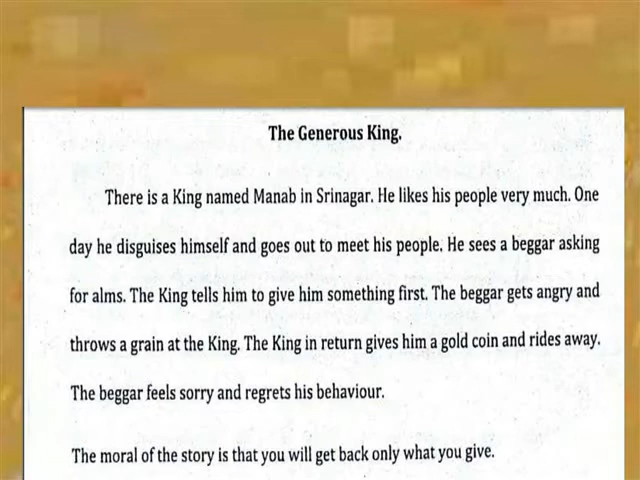 The Generous King.
There is a King named Manab in Srinagar. He likes his people very much. One
day he disguises himself and goes out to meet his people. He sees a beggar asking
for alms. The King tells him to give him something first. The beggar gets angry and
throws a grain at the King. The King in return gives him a gold coin and rides away.
The beggar feels sorry and regrets his behaviour.
The moral of the story is that you will get back only what you give.